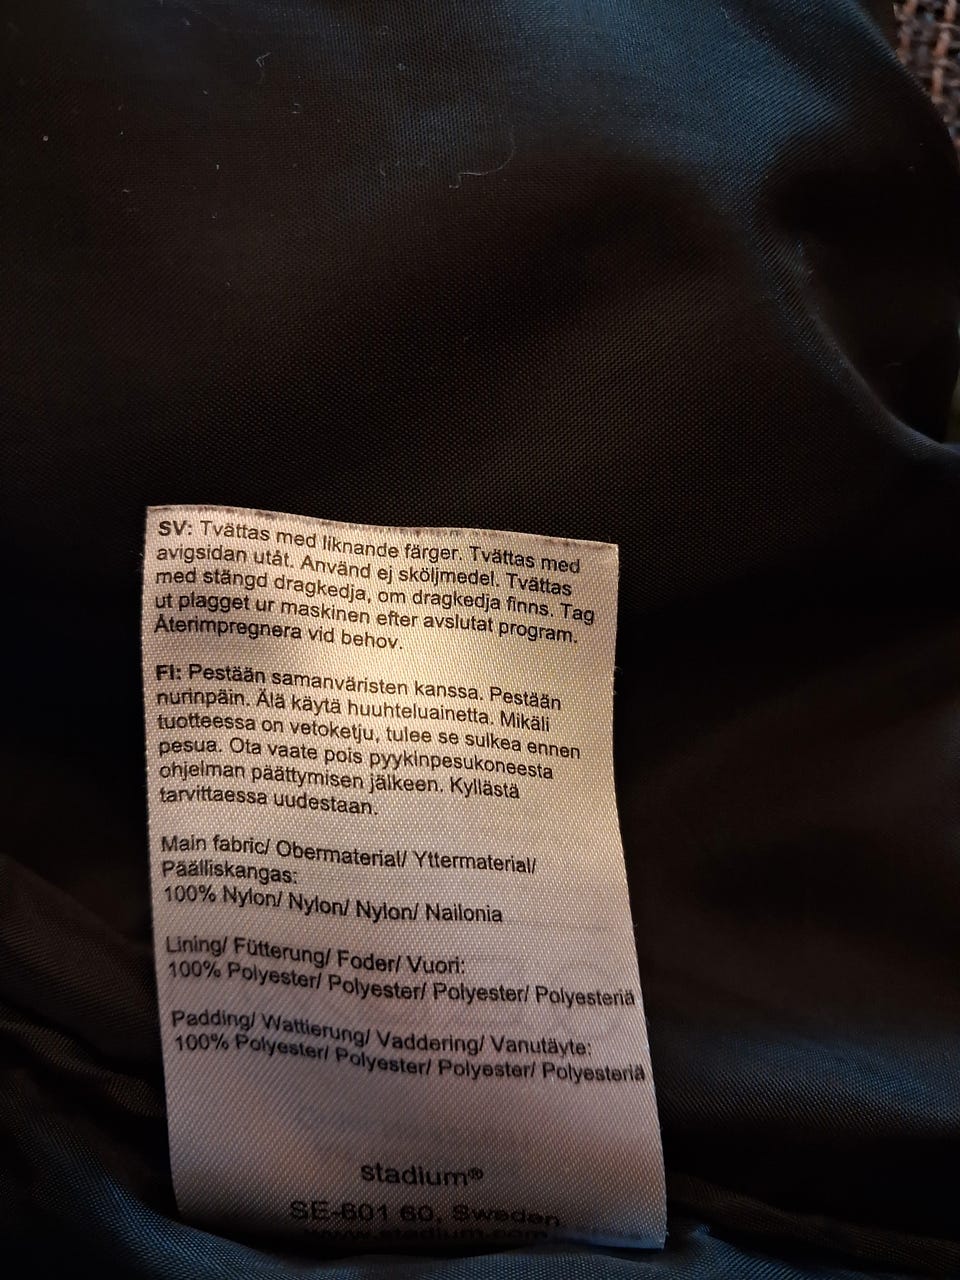 SV: Tvättas med liknande färger. Tvättas med
avigsidan utåt. Använd ej sköljmedel. Tvättas
med stängd dragkedja, om dragkedja finns. Tag
ut plagget ur maskinen efter avslutat program.
Återimpregnera vid behov.
FI: Pestään samanväristen kanssa. Pestään
nurinpäin. Älä käytä huuhteluainetta. Mikäli
tuotteessa on vetoketju, tulee se sulkea ennen
pesua. Ota vaate pois pyykinpesukoneesta
ohjelman päättymisen jälkeen. Kyllästä
tarvittaessa uudestaan.
Main fabric/ Obermaterial/ Yttermaterial/
Päälliskangas:
100% Nylon/ Nylon/ Nylon/ Nailonia
Lining/ Fütterung/ Foder/ Vuori:
100% Polyester/ Polyester/ Polyester/ Polyesteriä
Padding/ Wattierung/ Vaddering/ Vanutäyte:
100% Polyester/ Polyester/ Polyester/ Polyesteriä
stadium®
SE-601 60, Sweden
www.stadium.com